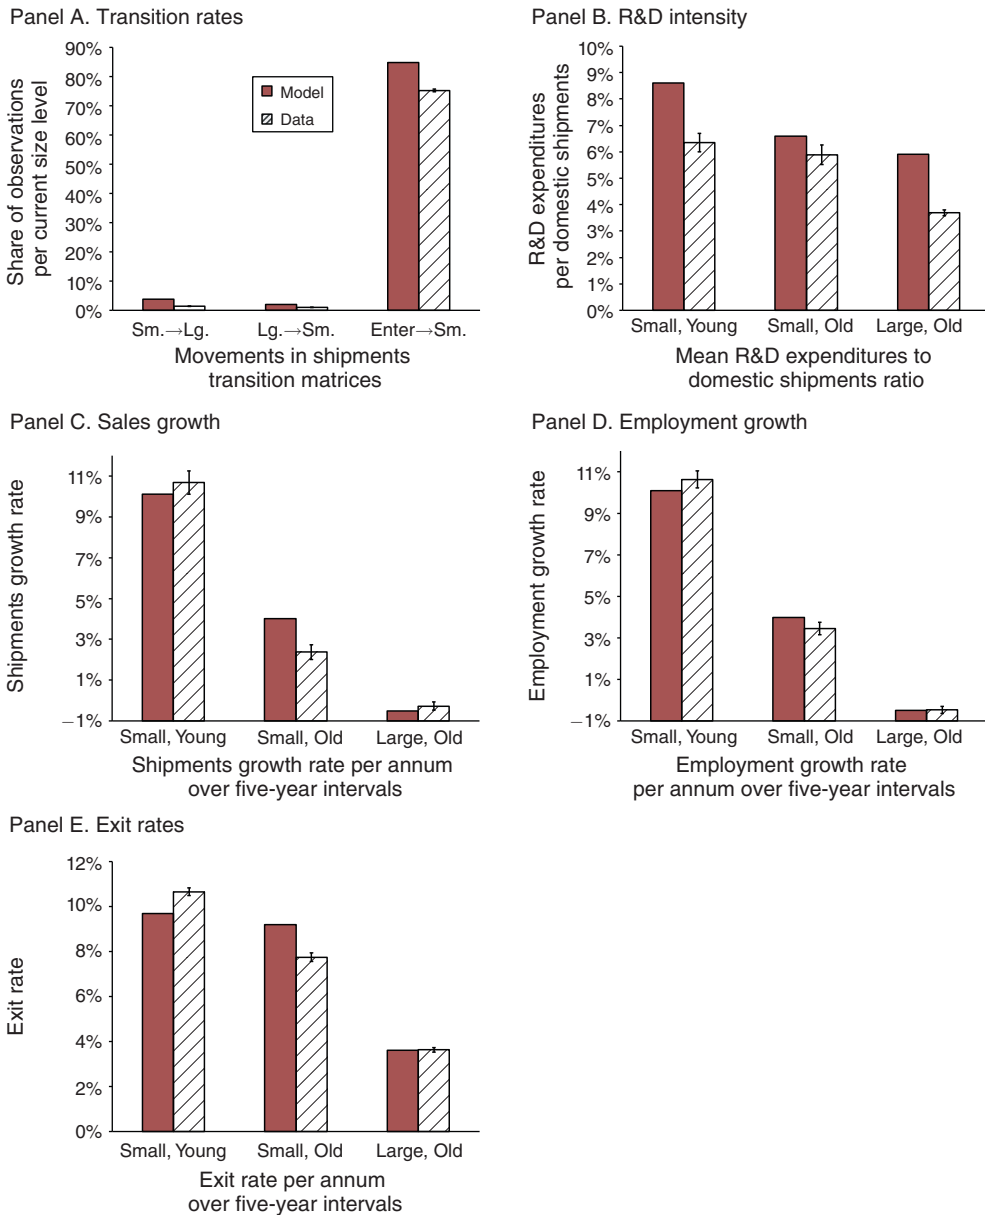 Panel A. Transition rates
90%
80%
70%
60%
50%
40%
30%
20%
10%
0%
Share of observations
per current size level
Model
Data
Sm.→Lg.
Lg.→Sm.
Enter→Sm.
Movements in shipments
transition matrices
Panel B. R&D intensity
10%
9%
8%
7%
6%
5%
4%
3%
2%
1%
0%
R&D expenditures
per domestic shipments
Small, Young
Small, Old
Large, Old
Mean R&D expenditures to
domestic shipments ratio
Panel C. Sales growth
11%
9%
7%
5%
3%
1%
−1%
Shipments growth rate
Small, Young
Small, Old
Large, Old
Shipments growth rate per annum
over five-year intervals
Panel D. Employment growth
11%
9%
7%
5%
3%
1%
−1%
Employment growth rate
Small, Young
Small, Old
Large, Old
Employment growth rate
per annum over five-year intervals
Panel E. Exit rates
12%
10%
8%
6%
4%
2%
0%
Exit rate
Small, Young
Small, Old
Large, Old
Exit rate per annum
over five-year intervals